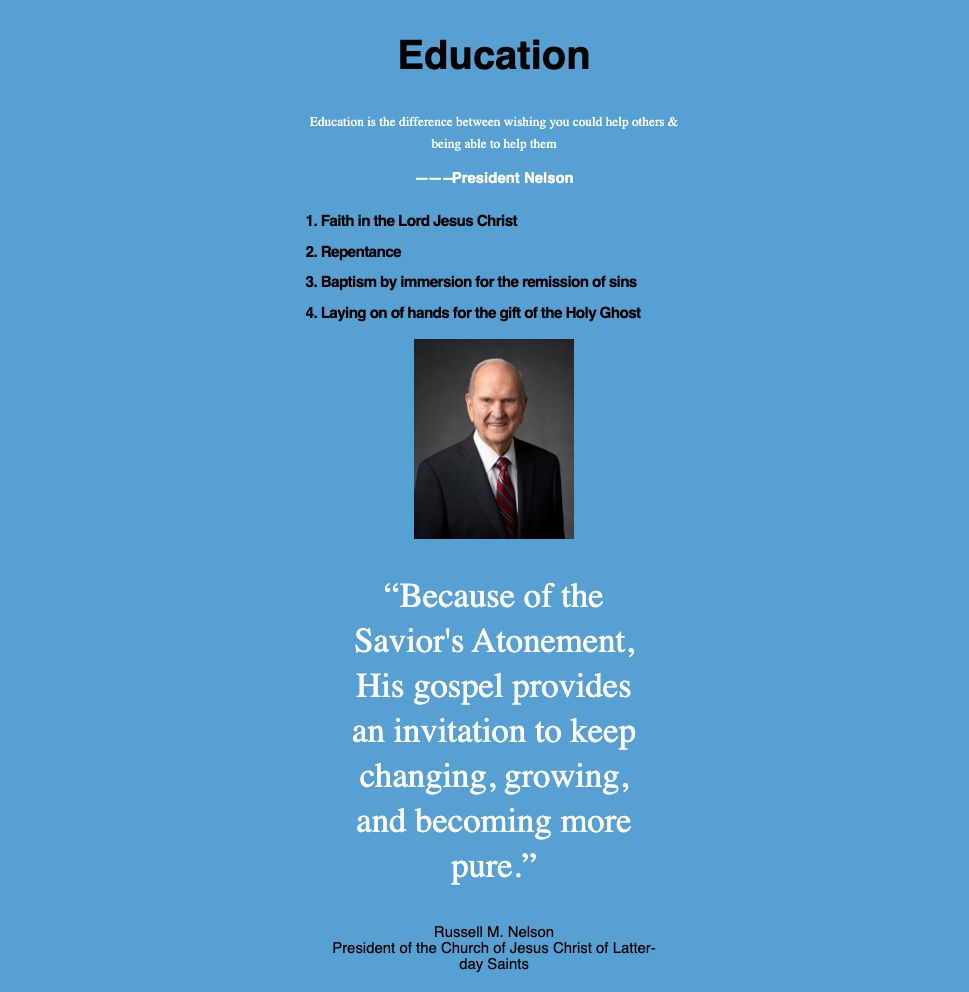 Education
Education is the difference between wishing you could help others &
being able to help them
———President Nelson
1. Faith in the Lord Jesus Christ
2. Repentance
3. Baptism by immersion for the remission of sins
4. Laying on of hands for the gift of the Holy Ghost
“Because of the
Savior's Atonement,
His gospel provides
an invitation to keep
changing, growing,
and becoming more
pure.”
Russell M. Nelson
President of the Church of Jesus Christ of Latter-
day Saints